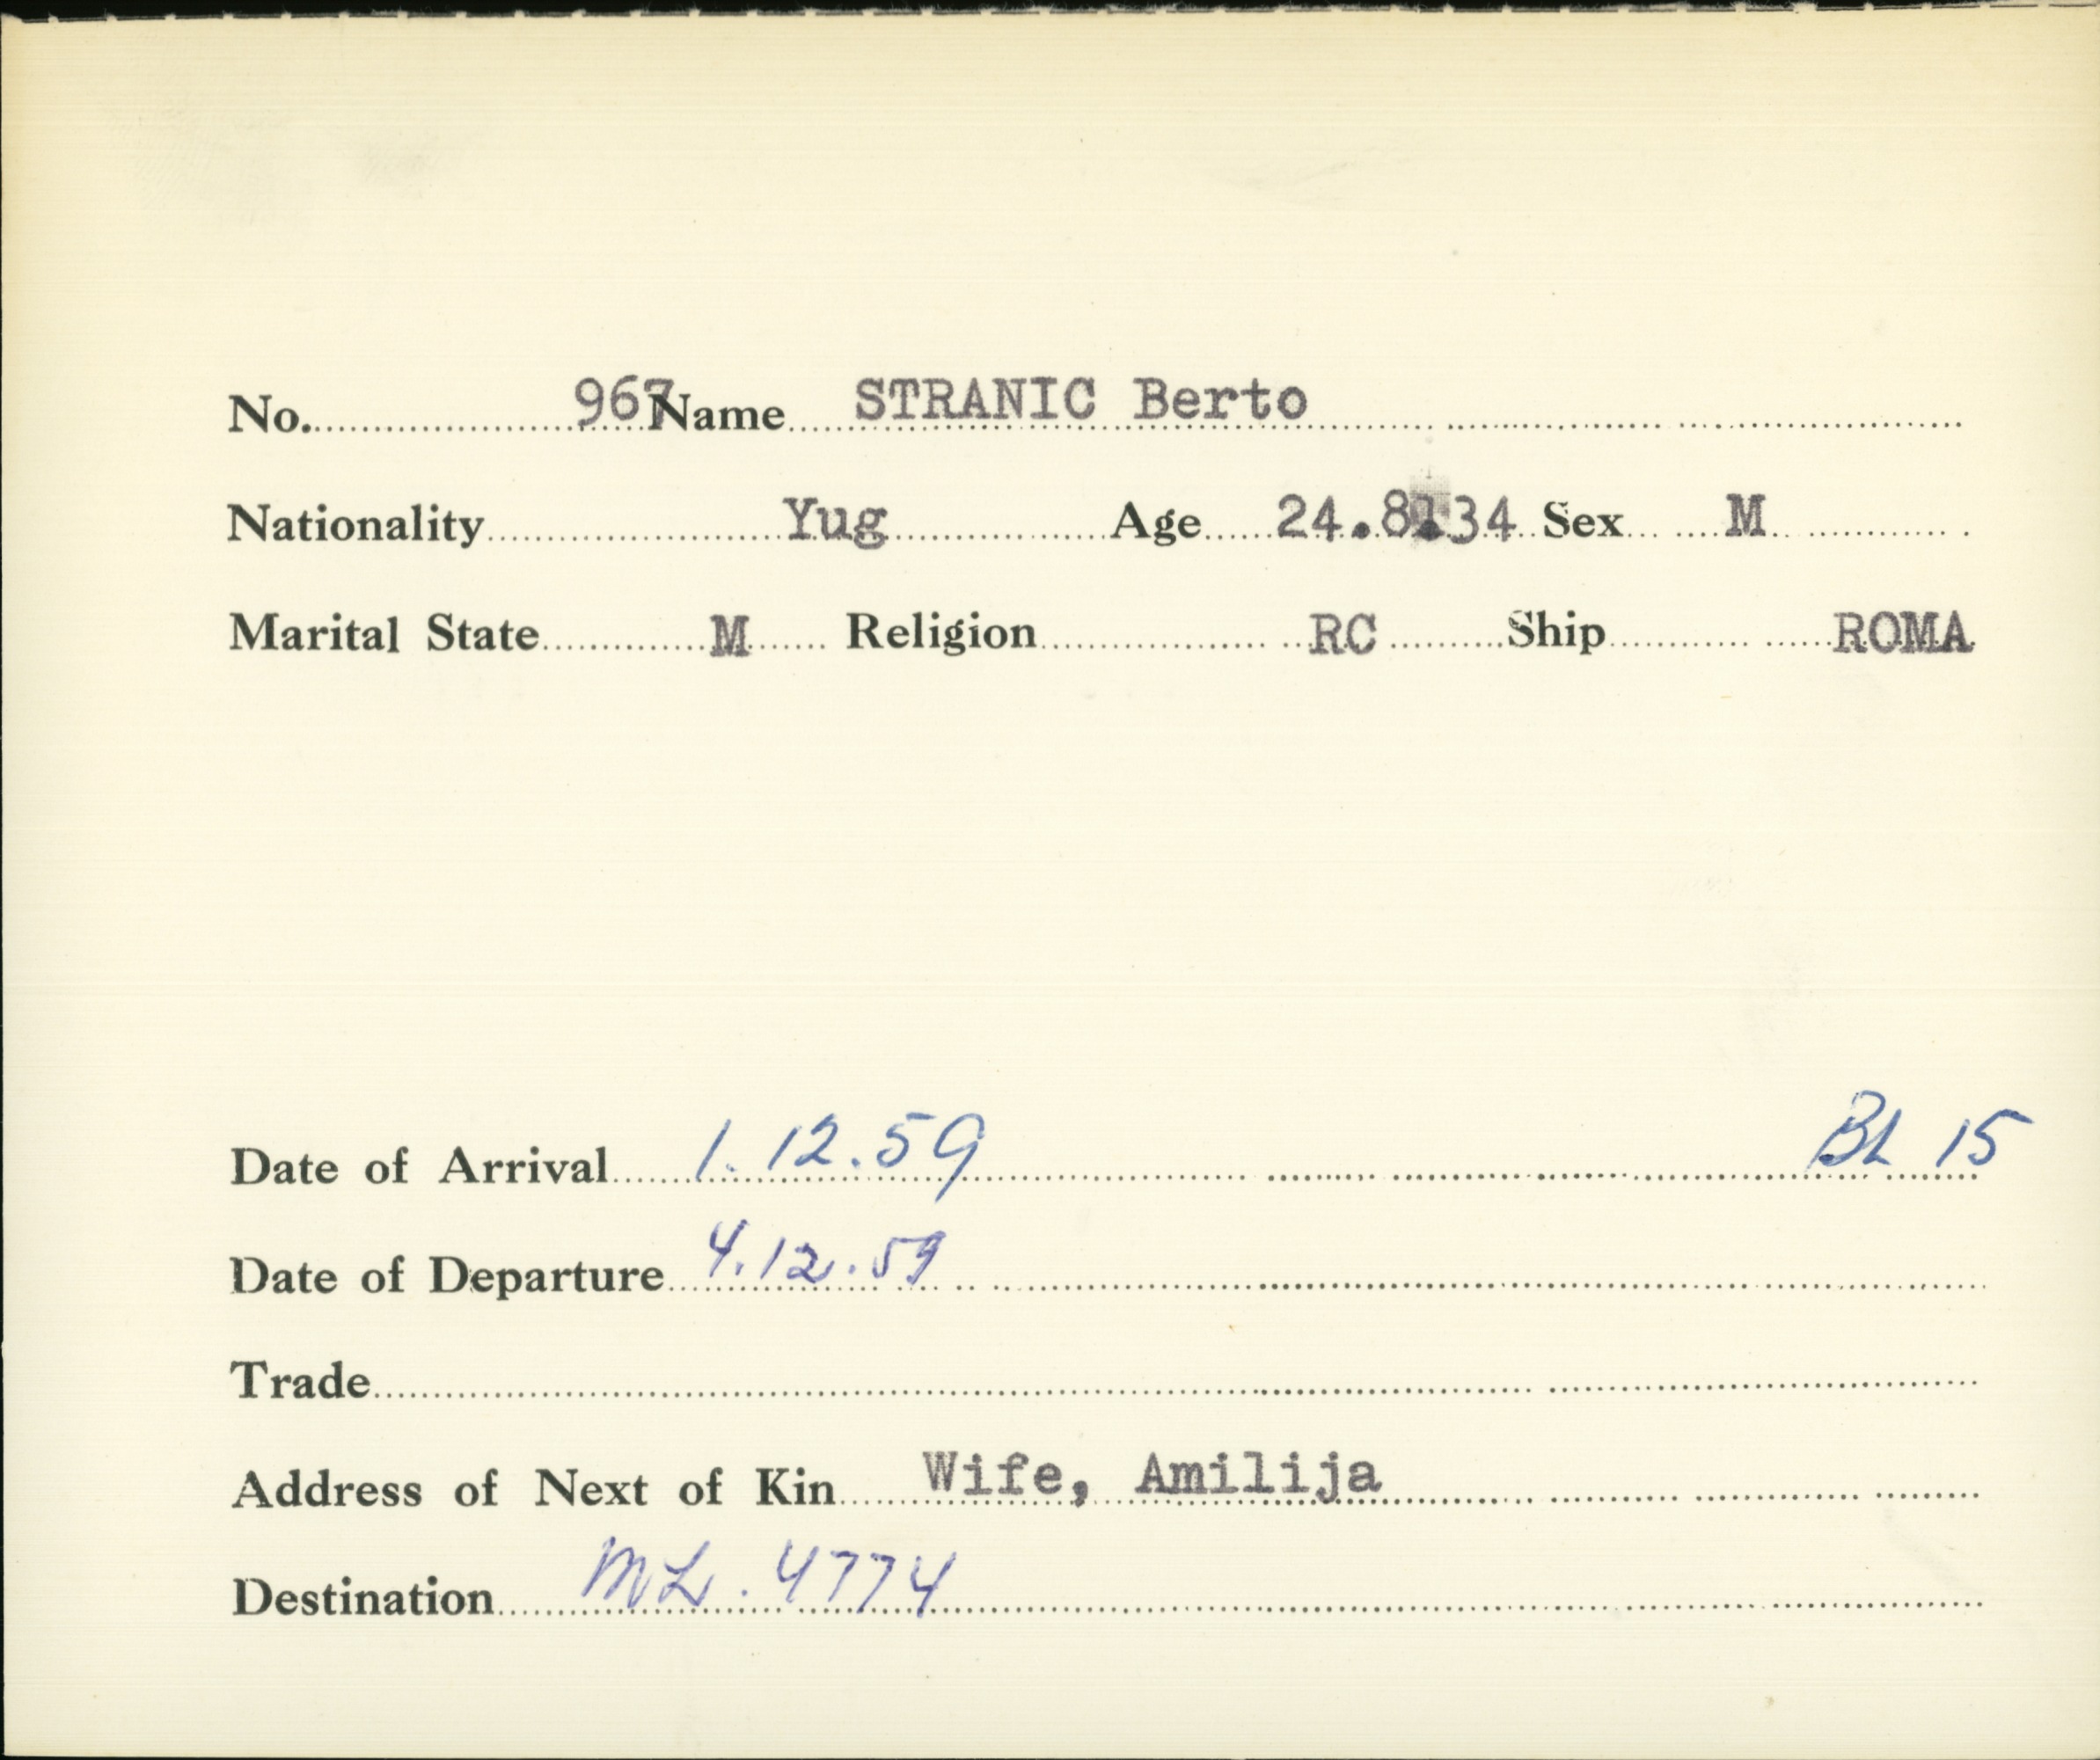 No. 967 Name STRANIC Berto
Nationality Yug Age 24.8.34 Sex M
Marital State M Religion RC Ship ROMA
Date of Arrival 1.12.59 BL 15
Date of Departure 4.12.59
Trade
Address of Next of Kin Wife, Amilija
Destination ML. 4774